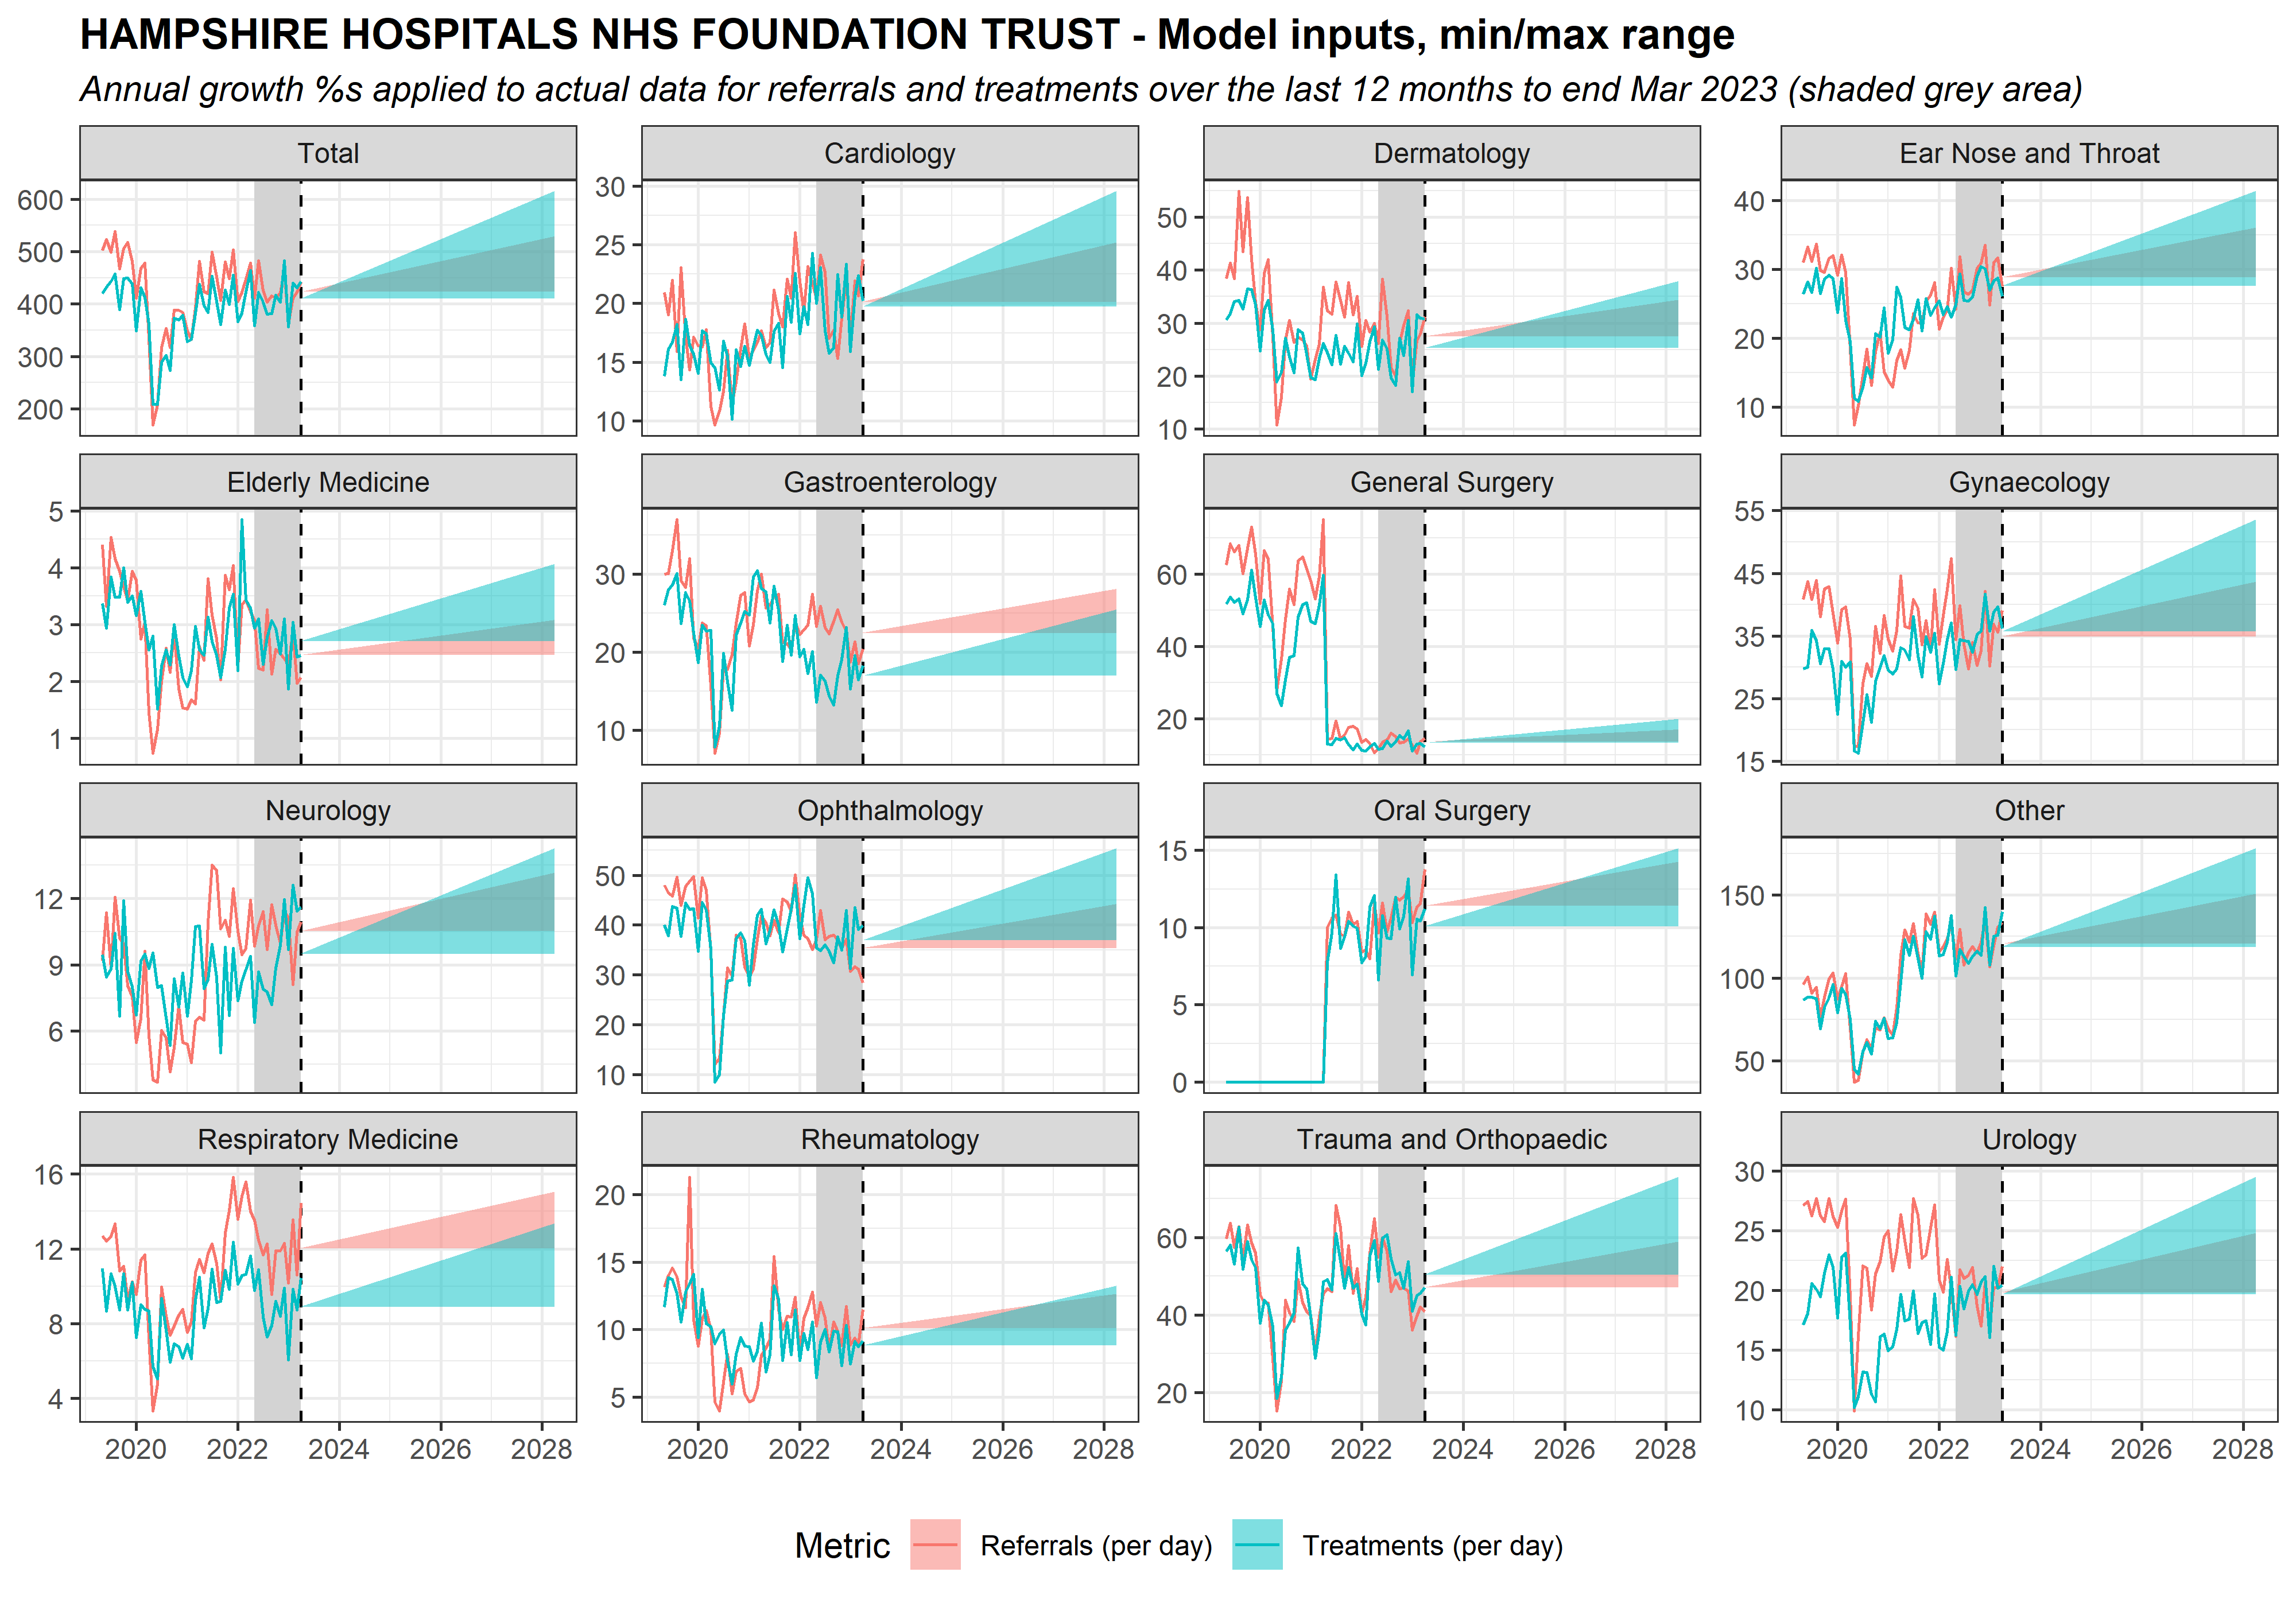 HAMPSHIRE HOSPITALS NHS FOUNDATION TRUST - Model inputs, min/max range
Annual growth %s applied to actual data for referrals and treatments over the last 12 months to end Mar 2023 (shaded grey area)
Total
Cardiology
Dermatology
Ear Nose and Throat
600
500
400
300
200
30
25
20
15
10
50
40
30
20
10
40
30
20
10
Elderly Medicine
Gastroenterology
General Surgery
Gynaecology
5
4
3
2
1
30
20
10
60
40
20
55
45
35
25
15
Neurology
Ophthalmology
Oral Surgery
Other
12
9
6
50
40
30
20
10
15
10
5
0
150
100
50
Respiratory Medicine
Rheumatology
Trauma and Orthopaedic
Urology
16
12
8
4
20
15
10
5
60
40
20
30
25
20
15
10
2020 2022 2024 2026 2028
2020 2022 2024 2026 2028
2020 2022 2024 2026 2028
2020 2022 2024 2026 2028
Metric Referrals (per day) Treatments (per day)